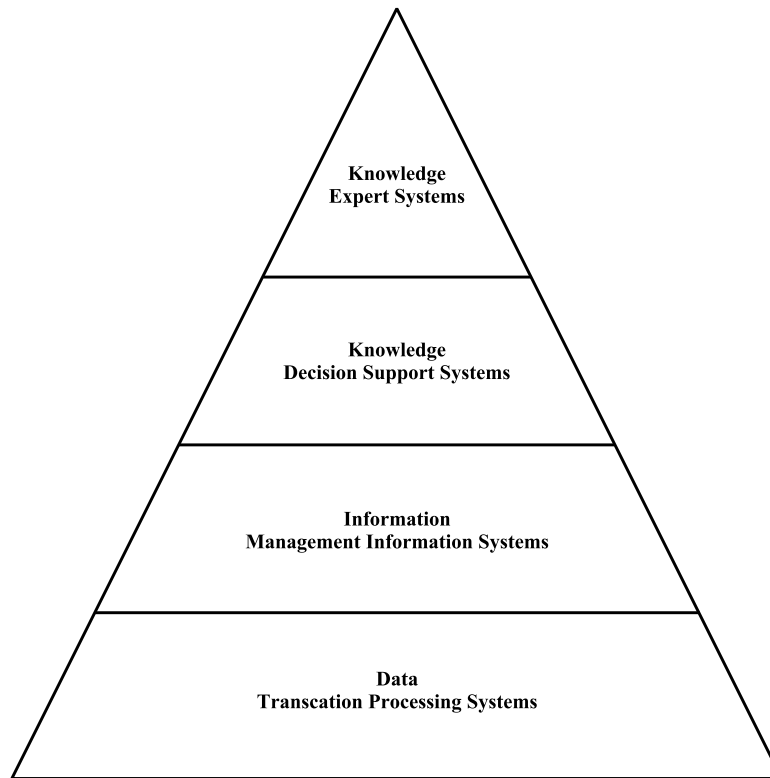 Knowledge
Expert Systems
Knowledge
Decision Support Systems
Information
Management Information Systems
Data
Transcation Processing Systems